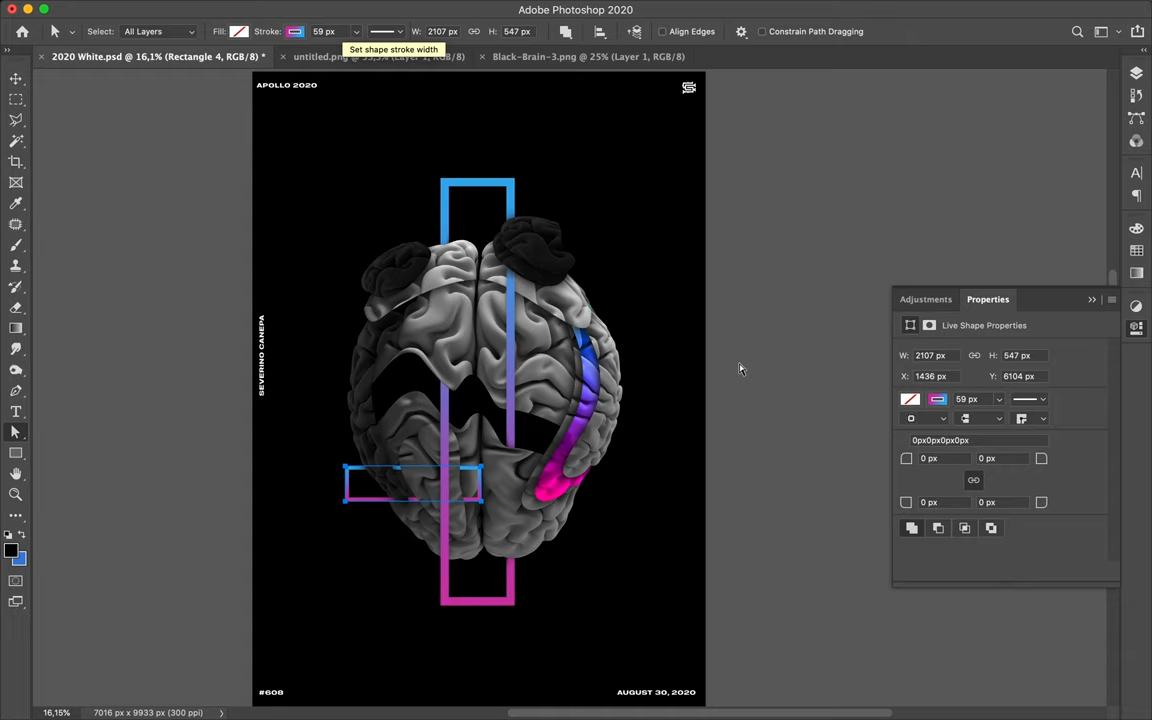 Adobe Photoshop 2020
Select: All Layers Fill: Stroke: 59 px W: 2107 px H: 547 px Align Edges Constrain Path Dragging
Set shape stroke width
2020 White.psd @ 16,1% (Rectangle 4, RGB/8) * untitled.png (Layer 1, RGB/8) Black-Brain-3.png @ 25% (Layer 1, RGB/8)
APOLLO 2020
SEVERINO CANEPA
#608
AUGUST 30, 2020
Adjustments Properties
Live Shape Properties
W: 2107 px H: 547 px
X: 1436 px Y: 6104 px
59 px
0px0px0px0px
0 px 0 px
0 px 0 px
16,15% 7016 px x 9933 px (300 ppi)